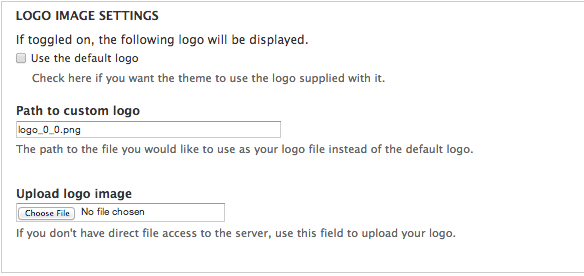 LOGO IMAGE SETTINGS
If toggled on, the following logo will be displayed.
Use the default logo
Check here if you want the theme to use the logo supplied with it.
Path to custom logo
logo_0_0.png
The path to the file you would like to use as your logo file instead of the default logo.
Upload logo image
Choose File No file chosen
If you don't have direct file access to the server, use this field to upload your logo.